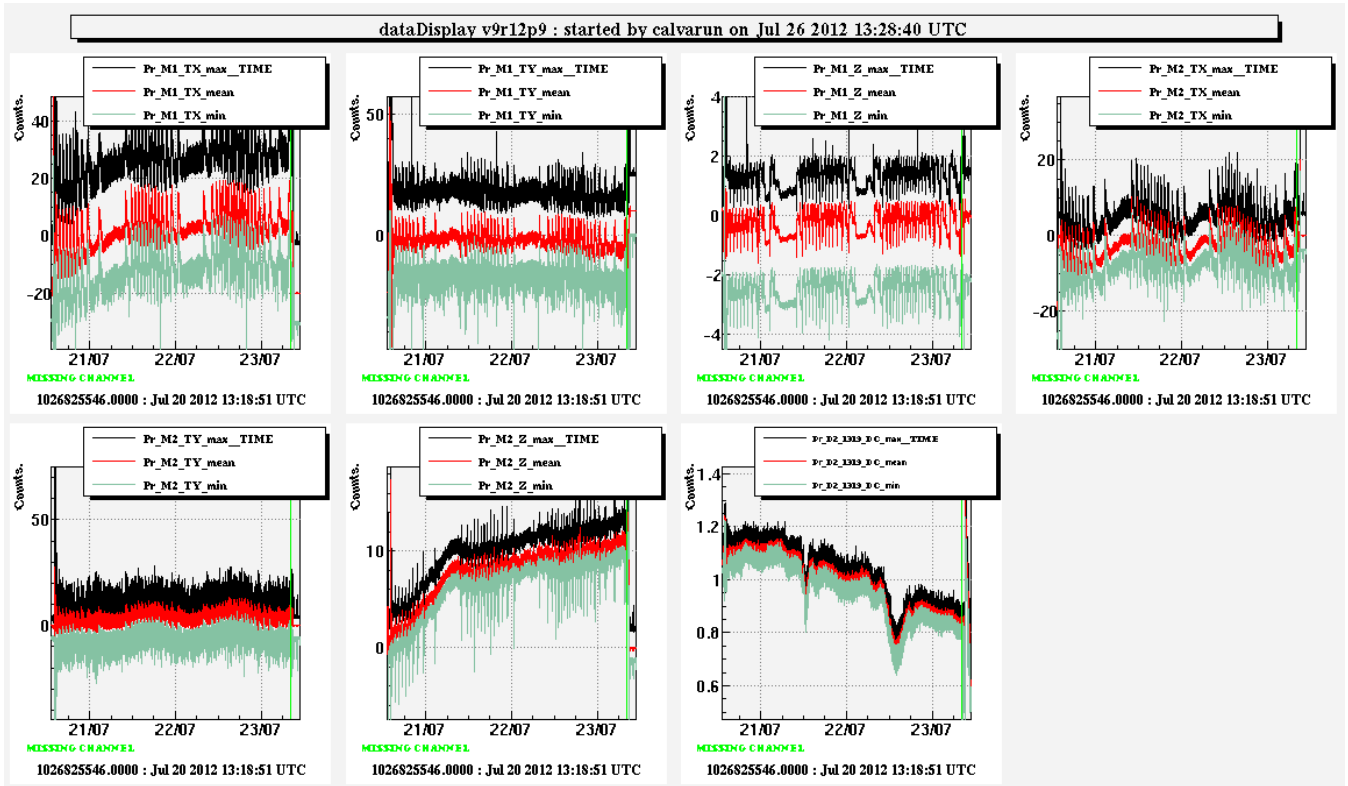 dataDisplay v9r12p9 : started by calvarun on Jul 26 2012 13:28:40 UTC
Pr_M1_TX_max__TIME
Pr_M1_TX_mean
Pr_M1_TX_min
Counts.
40
20
0
-20
21/07 22/07 23/07
MISSING CHANNEL
1026825546.0000 : Jul 20 2012 13:18:51 UTC
Pr_M1_TY_max__TIME
Pr_M1_TY_mean
Pr_M1_TY_min
Counts.
50
0
21/07 22/07 23/07
MISSING CHANNEL
1026825546.0000 : Jul 20 2012 13:18:51 UTC
Pr_M1_Z_max__TIME
Pr_M1_Z_mean
Pr_M1_Z_min
Counts.
4
2
0
-2
-4
21/07 22/07 23/07
MISSING CHANNEL
1026825546.0000 : Jul 20 2012 13:18:51 UTC
Pr_M2_TX_max__TIME
Pr_M2_TX_mean
Pr_M2_TX_min
Counts.
20
0
-20
21/07 22/07 23/07
MISSING CHANNEL
1026825546.0000 : Jul 20 2012 13:18:51 UTC
Pr_M2_TY_max__TIME
Pr_M2_TY_mean
Pr_M2_TY_min
Counts.
50
0
21/07 22/07 23/07
MISSING CHANNEL
1026825546.0000 : Jul 20 2012 13:18:51 UTC
Pr_M2_Z_max__TIME
Pr_M2_Z_mean
Pr_M2_Z_min
Counts.
10
0
21/07 22/07 23/07
MISSING CHANNEL
1026825546.0000 : Jul 20 2012 13:18:51 UTC
Pr_D2_1319_DC_max__TIME
Pr_D2_1319_DC_mean
Pr_D2_1319_DC_min
Counts.
1.4
1.2
1
0.8
0.6
21/07 22/07 23/07
MISSING CHANNEL
1026825546.0000 : Jul 20 2012 13:18:51 UTC